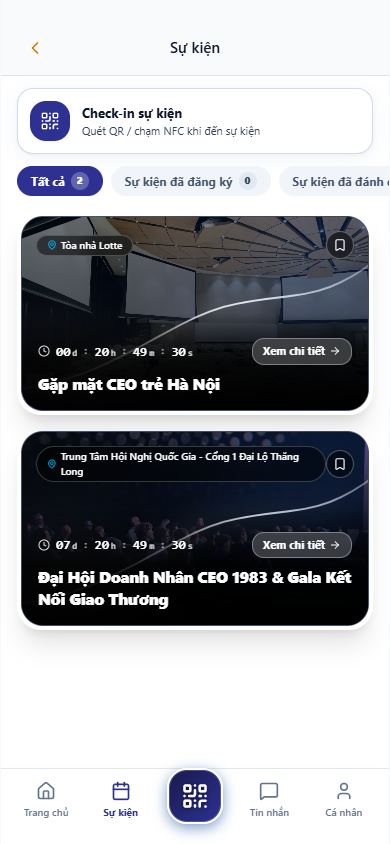 Sự kiện
Check-in sự kiện
Quét QR / chạm NFC khi đến sự kiện
Tất cả 2
Sự kiện đã đăng ký 0
Sự kiện đã đánh
Tòa nhà Lotte
00d : 20h : 49m : 30s
Xem chi tiết →
Gặp mặt CEO trẻ Hà Nội
Trung Tâm Hội Nghị Quốc Gia - Cổng 1 Đại Lộ Thăng
Long
07d : 20h : 49m : 30s
Xem chi tiết →
Đại Hội Doanh Nhân CEO 1983 & Gala Kết
Nối Giao Thương
Trang chủ
Sự kiện
Tin nhắn
Cá nhân